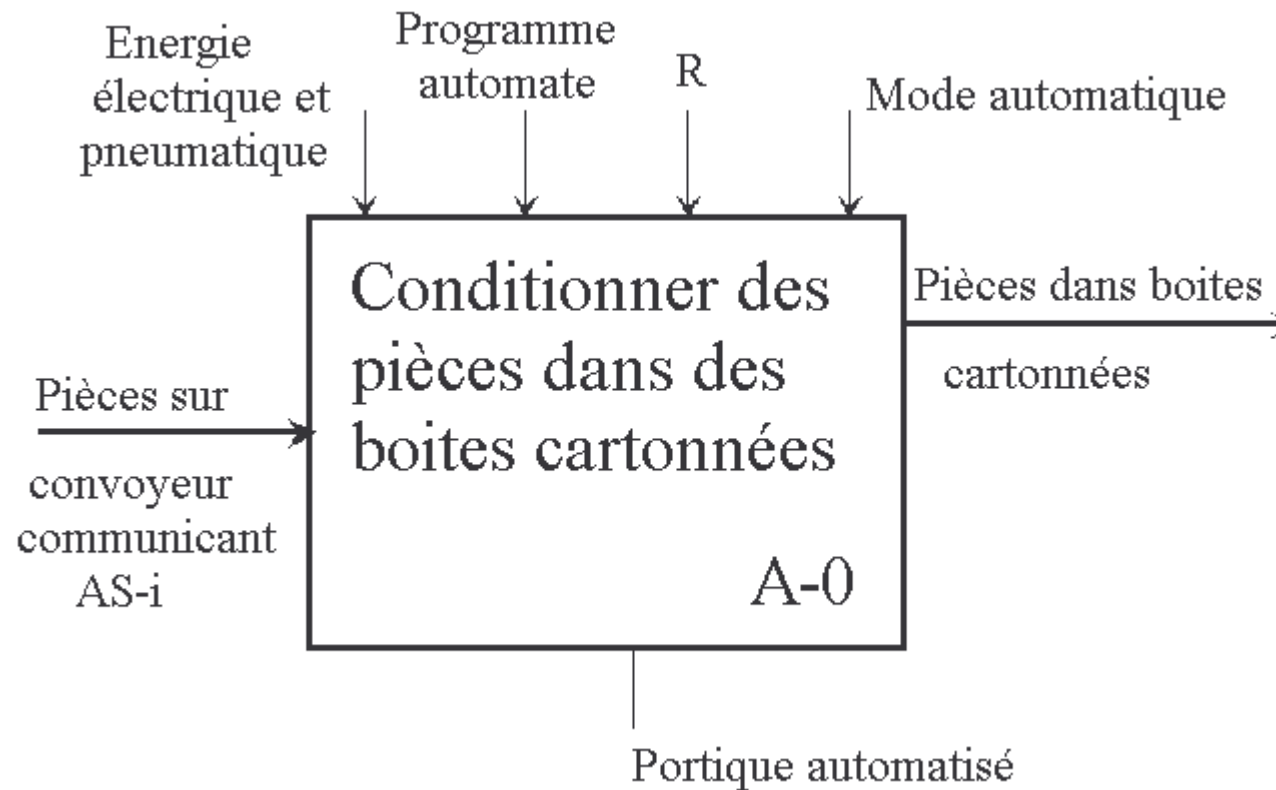 Energie
électrique et
pneumatique
Programme
automate
R
Mode automatique
Conditionner des
pièces dans des
boites cartonnées
A-0
Pièces sur
convoyeur
communicant
AS-i
Pièces dans boites
cartonnées
Portique automatisé